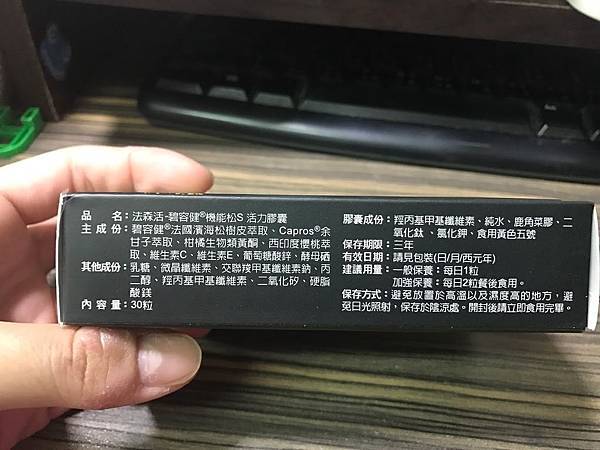 品　　名：法森活-碧容健®機能松S 活力膠囊
主 成 份：碧容健®法國濱海松樹皮萃取、Capros®余
甘子萃取、柑橘生物類黃酮、西印度櫻桃萃
取、維生素C、維生素E、葡萄糖酸鋅、酵母硒
其他成份：乳糖、微晶纖維素、交聯羧甲基纖維素鈉、丙
二醇、羥丙基甲基纖維素、二氧化矽、硬脂
酸鎂
內 容 量：30粒
膠囊成份：羥丙基甲基纖維素、純水、鹿角菜膠、二
氧化鈦、氯化鉀、食用黃色五號
保存期限：三年
有效日期：請見包裝(日/月/西元年)
建議用量：一般保養：每日1粒
加強保養：每日2粒餐後食用。
保存方式：避免放置於高溫以及濕度高的地方，避
免日光照射，保存於陰涼處。開封後請立即食用完畢。